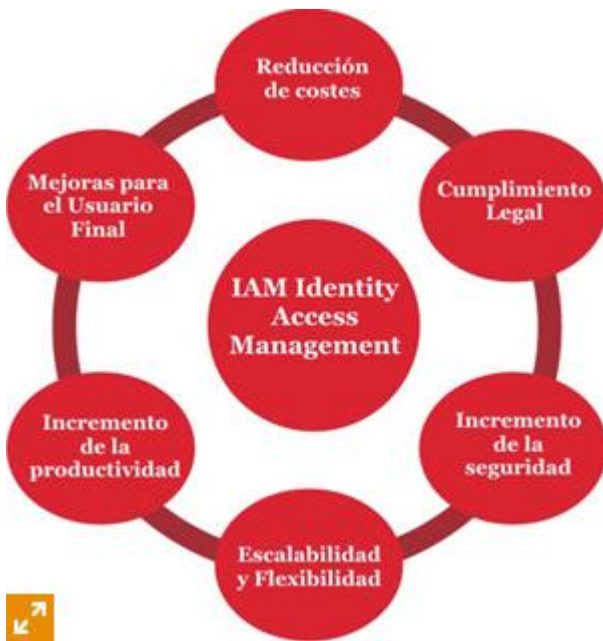 Reducción
de costes
Mejoras para
el Usuario
Final
Cumplimiento
Legal
IAM Identity
Access
Management
Incremento
de la
productividad
Incremento
de la
seguridad
Escalabilidad
y Flexibilidad